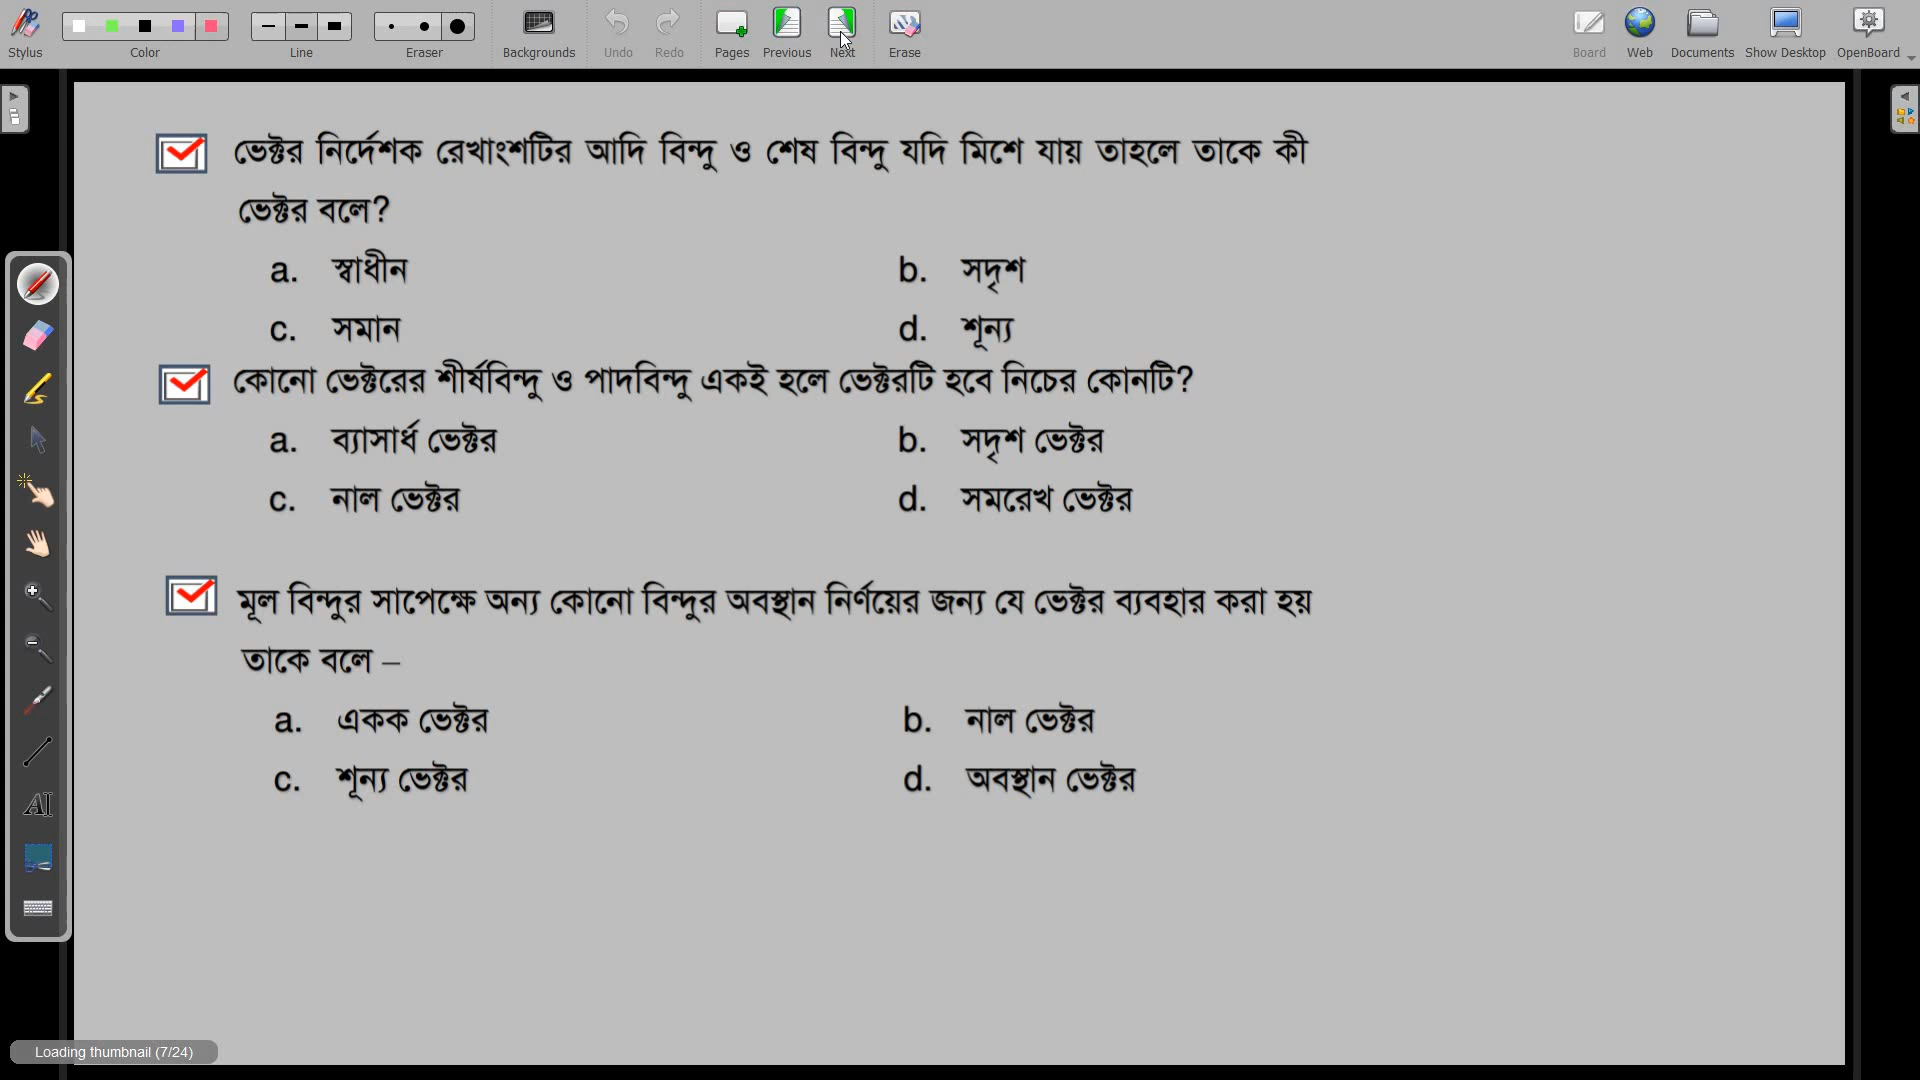 Stylus Color Line Eraser Backgrounds Undo Redo Pages Previous Next Erase Board Web Documents Show Desktop OpenBoard
ভেক্টর নির্দেশক রেখাংশটির আদি বিন্দু ও শেষ বিন্দু যদি মিশে যায় তাহলে তাকে কী
ভেক্টর বলে?
a. স্বাধীন b. সদৃশ
c. সমান d. শূন্য
কোনো ভেক্টরের শীর্ষবিন্দু ও পাদবিন্দু একই হলে ভেক্টরটি হবে নিচের কোনটি?
a. ব্যাসার্ধ ভেক্টর b. সদৃশ ভেক্টর
c. নাল ভেক্টর d. সমরেখ ভেক্টর
মূল বিন্দুর সাপেক্ষে অন্য কোনো বিন্দুর অবস্থান নির্ণয়ের জন্য যে ভেক্টর ব্যবহার করা হয়
তাকে বলে –
a. একক ভেক্টর b. নাল ভেক্টর
c. শূন্য ভেক্টর d. অবস্থান ভেক্টর
AI
Loading thumbnail (7/24)